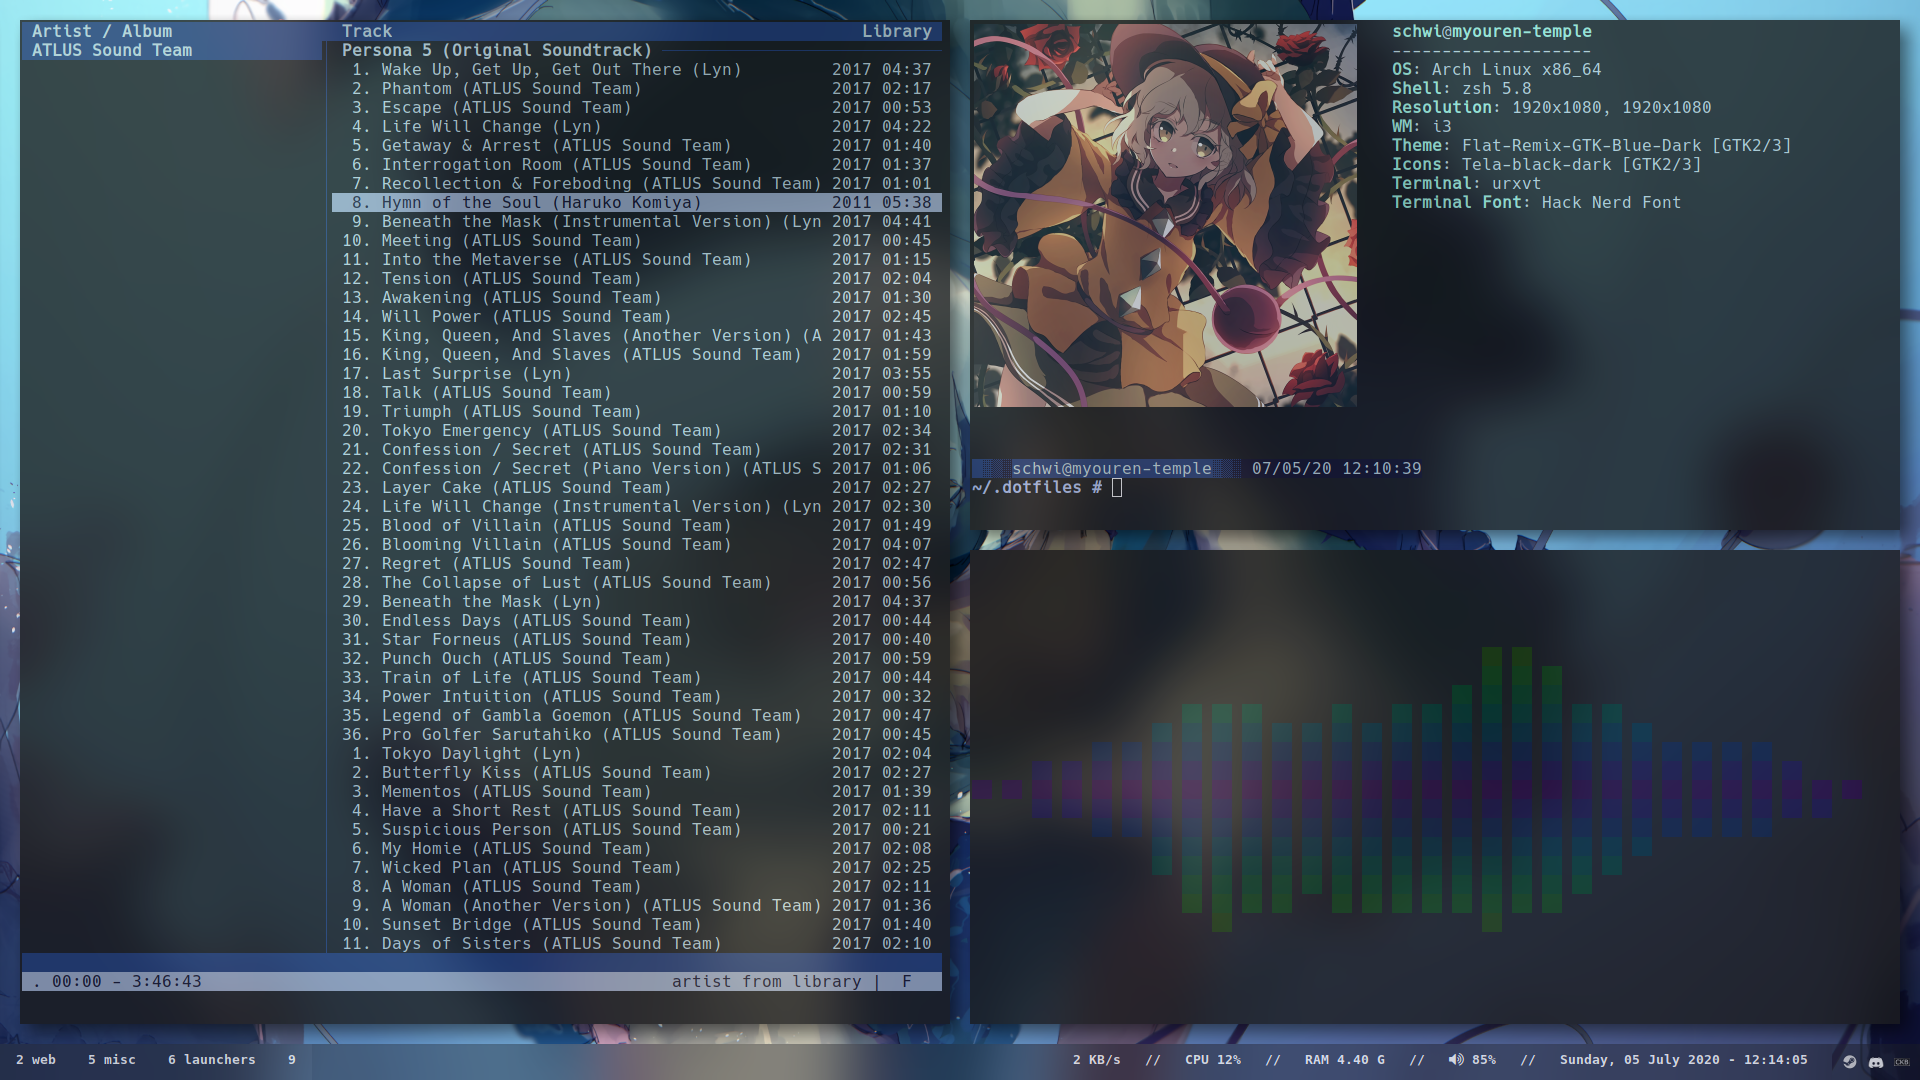 Artist / Album Track Library
ATLUS Sound Team Persona 5 (Original Soundtrack)
1. Wake Up, Get Up, Get Out There (Lyn) 2017 04:37
2. Phantom (ATLUS Sound Team) 2017 02:17
3. Escape (ATLUS Sound Team) 2017 00:53
4. Life Will Change (Lyn) 2017 04:22
5. Getaway & Arrest (ATLUS Sound Team) 2017 01:40
6. Interrogation Room (ATLUS Sound Team) 2017 01:37
7. Recollection & Foreboding (ATLUS Sound Team) 2017 01:01
8. Hymn of the Soul (Haruko Komiya) 2011 05:38
9. Beneath the Mask (Instrumental Version) (Lyn 2017 04:41
10. Meeting (ATLUS Sound Team) 2017 00:45
11. Into the Metaverse (ATLUS Sound Team) 2017 01:15
12. Tension (ATLUS Sound Team) 2017 02:04
13. Awakening (ATLUS Sound Team) 2017 01:30
14. Will Power (ATLUS Sound Team) 2017 02:45
15. King, Queen, And Slaves (Another Version) (A 2017 01:43
16. King, Queen, And Slaves (ATLUS Sound Team) 2017 01:59
17. Last Surprise (Lyn) 2017 03:55
18. Talk (ATLUS Sound Team) 2017 00:59
19. Triumph (ATLUS Sound Team) 2017 01:10
20. Tokyo Emergency (ATLUS Sound Team) 2017 02:34
21. Confession / Secret (ATLUS Sound Team) 2017 02:31
22. Confession / Secret (Piano Version) (ATLUS S 2017 01:06
23. Layer Cake (ATLUS Sound Team) 2017 02:27
24. Life Will Change (Instrumental Version) (Lyn 2017 02:30
25. Blood of Villain (ATLUS Sound Team) 2017 01:49
26. Blooming Villain (ATLUS Sound Team) 2017 04:07
27. Regret (ATLUS Sound Team) 2017 02:47
28. The Collapse of Lust (ATLUS Sound Team) 2017 00:56
29. Beneath the Mask (Lyn) 2017 04:37
30. Endless Days (ATLUS Sound Team) 2017 00:44
31. Star Forneus (ATLUS Sound Team) 2017 00:40
32. Punch Ouch (ATLUS Sound Team) 2017 00:59
33. Train of Life (ATLUS Sound Team) 2017 00:44
34. Power Intuition (ATLUS Sound Team) 2017 00:32
35. Legend of Gambla Goemon (ATLUS Sound Team) 2017 00:47
36. Pro Golfer Sarutahiko (ATLUS Sound Team) 2017 00:45
1. Tokyo Daylight (Lyn) 2017 02:04
2. Butterfly Kiss (ATLUS Sound Team) 2017 02:27
3. Mementos (ATLUS Sound Team) 2017 01:39
4. Have a Short Rest (ATLUS Sound Team) 2017 02:11
5. Suspicious Person (ATLUS Sound Team) 2017 00:21
6. My Homie (ATLUS Sound Team) 2017 02:08
7. Wicked Plan (ATLUS Sound Team) 2017 02:25
8. A Woman (ATLUS Sound Team) 2017 02:11
9. A Woman (Another Version) (ATLUS Sound Team) 2017 01:36
10. Sunset Bridge (ATLUS Sound Team) 2017 01:40
11. Days of Sisters (ATLUS Sound Team) 2017 02:10
. 00:00 - 3:46:43 artist from library | F
schwi@myouren-temple
--------------------
OS: Arch Linux x86_64
Shell: zsh 5.8
Resolution: 1920x1080, 1920x1080
WM: i3
Theme: Flat-Remix-GTK-Blue-Dark [GTK2/3]
Icons: Tela-black-dark [GTK2/3]
Terminal: urxvt
Terminal Font: Hack Nerd Font
schwi@myouren-temple 07/05/20 12:10:39
~/.dotfiles #
2 web 5 misc 6 launchers 9 2 KB/s // CPU 12% // RAM 4.40 G // 85% // Sunday, 05 July 2020 - 12:14:05